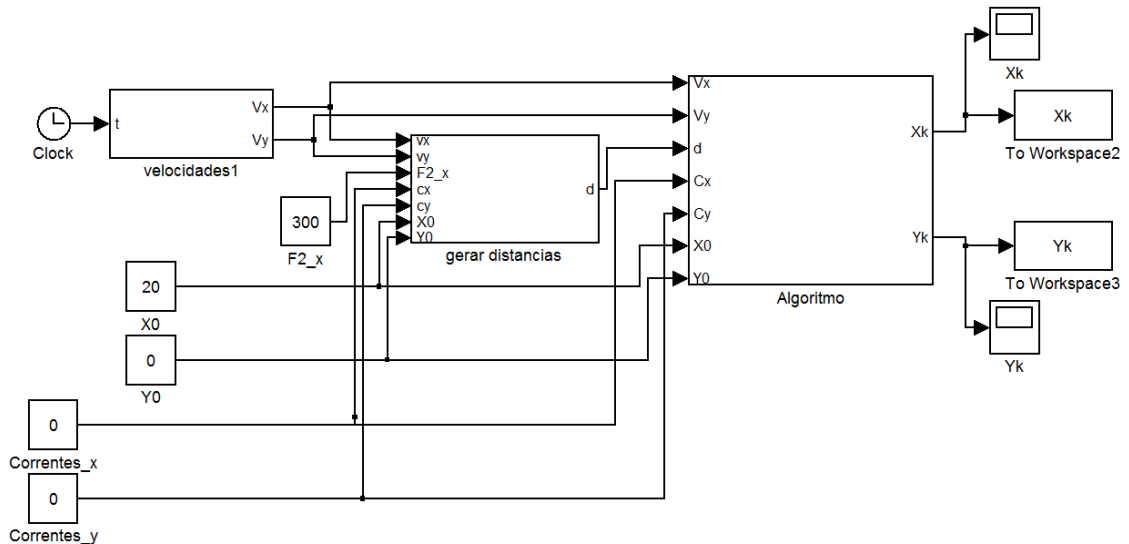 Clock
t
Vx
Vy
velocidades1
300
F2_x
20
X0
0
Y0
0
Correntes_x
0
Correntes_y
vx
vy
F2_x
cx
cy
X0
Y0
d
gerar distancias
Vx
Vy
d
Cx
Cy
X0
Y0
Xk
Yk
Algoritmo
Xk
Xk
To Workspace2
Yk
To Workspace3
Yk